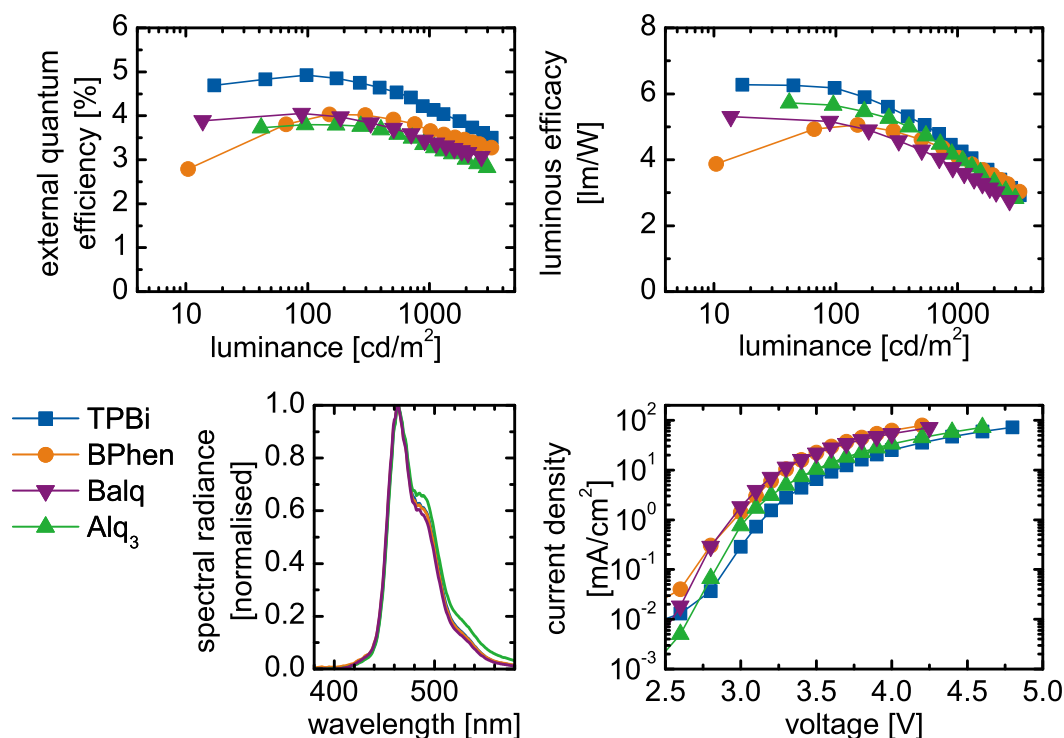 external quantum
efficiency [%]
6
5
4
3
2
1
0
10
100
1000
luminance [cd/m²]
luminous efficacy
[lm/W]
8
6
4
2
0
10
100
1000
luminance [cd/m²]
TPBi
BPhen
Balq
Alq₃
spectral radiance
[normalised]
1.0
0.8
0.6
0.4
0.2
0.0
400
500
wavelength [nm]
current density
[mA/cm²]
10²
10¹
10⁰
10⁻¹
10⁻²
10⁻³
2.5
3.0
3.5
4.0
4.5
5.0
voltage [V]